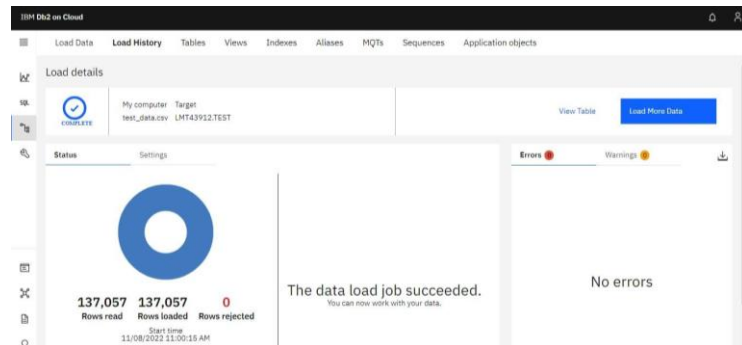 IBM Db2 on Cloud
Load Data Load History Tables Views Indexes Aliases MQTs Sequences Application objects
Load details
SQL
My computer Target
test_data.csv LMT43912.TEST
COMPLETE
View Table Load More Data
Status Settings
Errors 0 Warnings 0
137,057 137,057 0
Rows read Rows loaded Rows rejected
Start time
11/08/2022 11:00:15 AM
The data load job succeeded.
You can now work with your data.
No errors